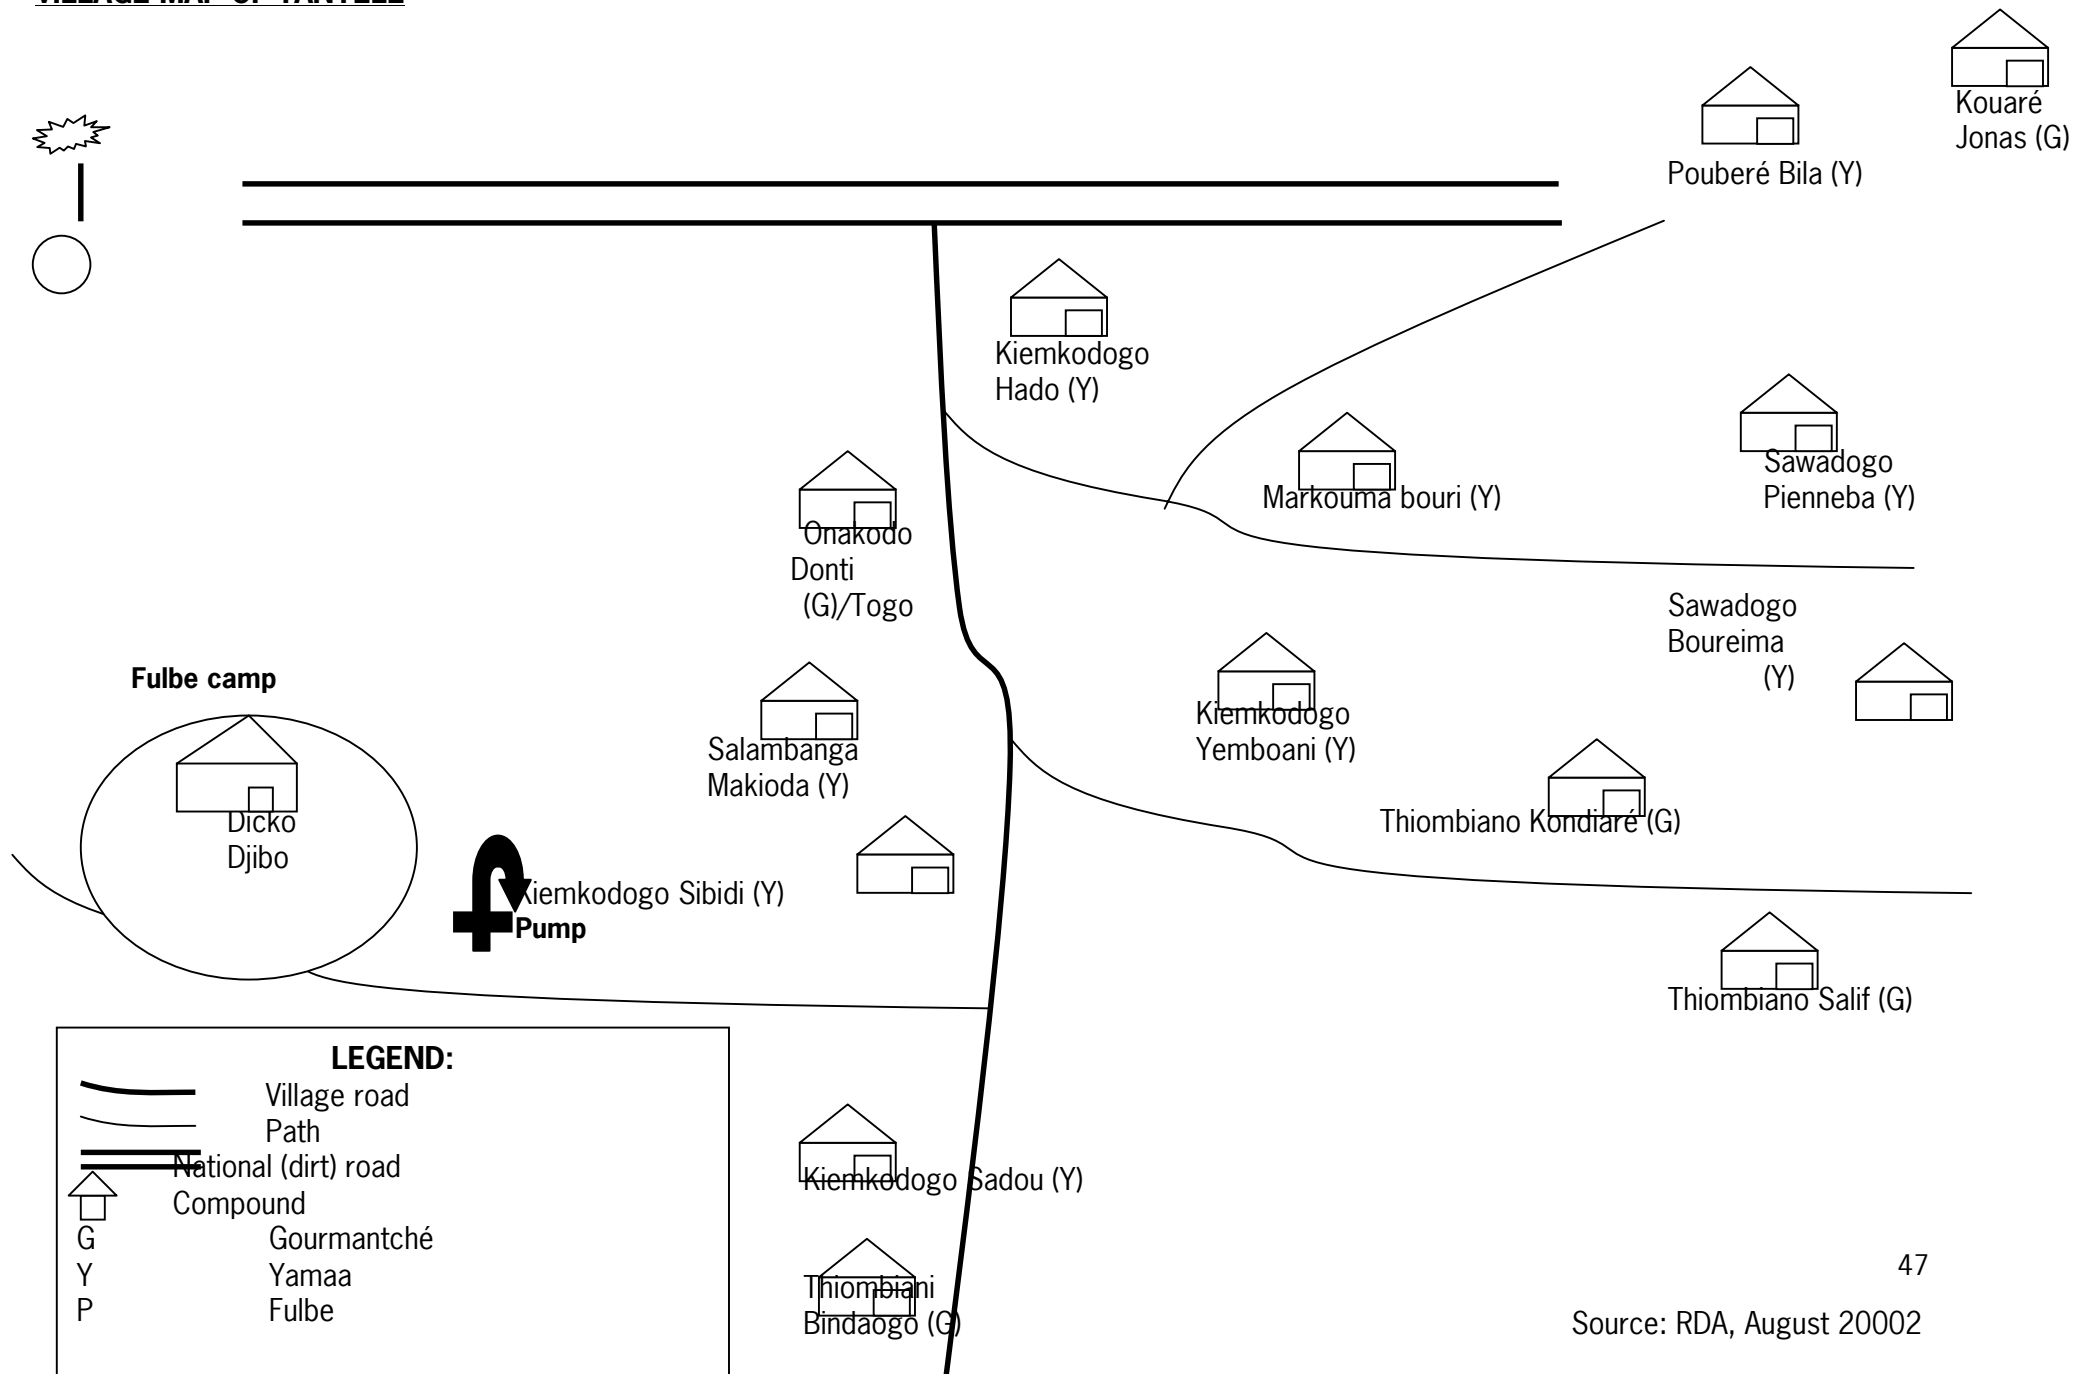 VILLAGE MAP OF YANYELE
Kouaré
Jonas (G)
Pouberé Bila (Y)
Kiemkodogo
Hado (Y)
Sawadogo
Pienneba (Y)
Markouma bouri (Y)
Onakodo
Donti
(G)/Togo
Sawadogo
Boureima
(Y)
Fulbe camp
Kiemkodogo
Yemboani (Y)
Salambanga
Makioda (Y)
Dicko
Djibo
Thiombiano Kondiaré (G)
Kiemkodogo Sibidi (Y)
Pump
Thiombiano Salif (G)
LEGEND:
Village road
Path
National (dirt) road
Compound
G Gourmantché
Y Yamaa
P Fulbe
Kiemkodogo Sadou (Y)
Thiombiani
Bindaogo (G)
47
Source: RDA, August 20002